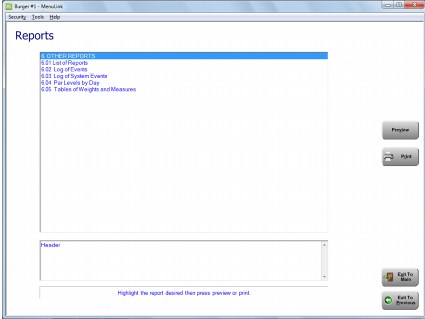 Burger #1 - MenuLink
Security Tools Help
Reports
6 OTHER REPORTS
6.01 List of Reports
6.02 Log of Events
6.03 Log of System Events
6.04 Par Levels by Day
6.05 Tables of Weights and Measures
Preview
Print
Header
Exit To
Main
Highlight the report desired then press preview or print.
Exit To
Previous